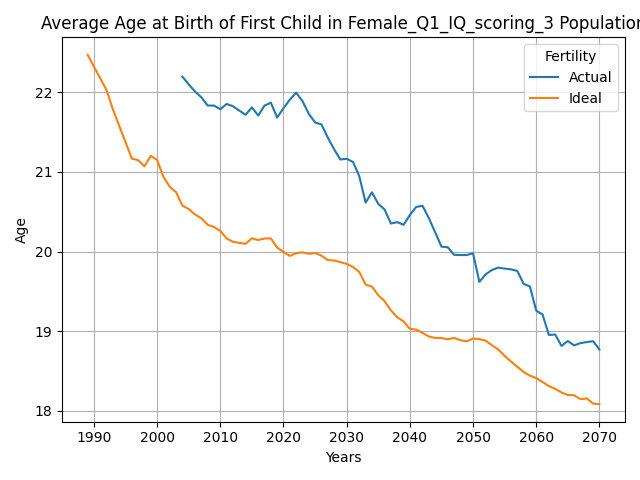 Average Age at Birth of First Child in Female_Q1_IQ_scoring_3 Population
Fertility
Actual
Ideal
22
21
20
19
18
Age
1990
2000
2010
2020
2030
2040
2050
2060
2070
Years